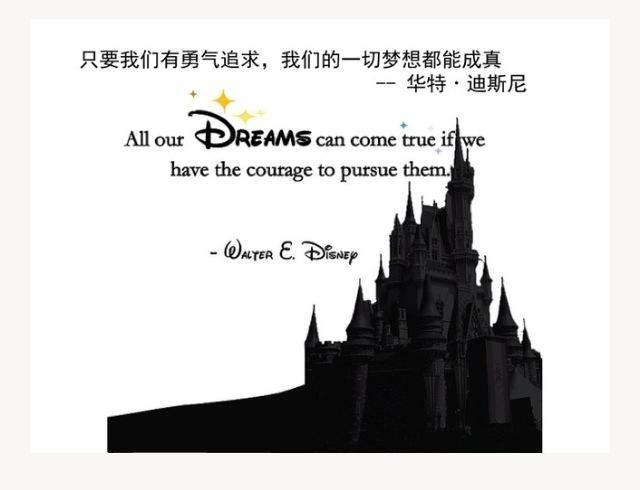 只要我们有勇气追求，我们的一切梦想都能成真
-- 华特·迪斯尼
All our DREAMS can come true if we
have the courage to pursue them.
- WALTER E. DISNEY